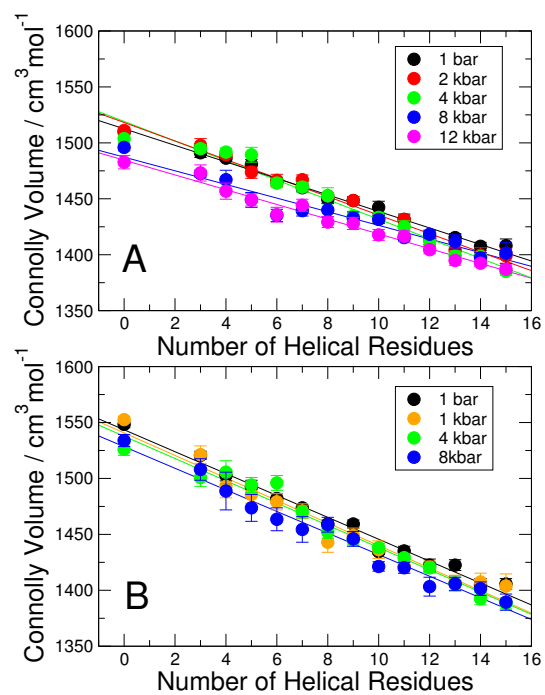 1600
1550
1500
1450
1400
1350
Connolly Volume / cm³mol⁻¹
1 bar
2 kbar
4 kbar
8 kbar
12 kbar
A
0 2 4 6 8 10 12 14 16
Number of Helical Residues
1600
1550
1500
1450
1400
1350
Connolly Volume / cm³mol⁻¹
1 bar
1 kbar
4 kbar
8kbar
B
0 2 4 6 8 10 12 14 16
Number of Helical Residues